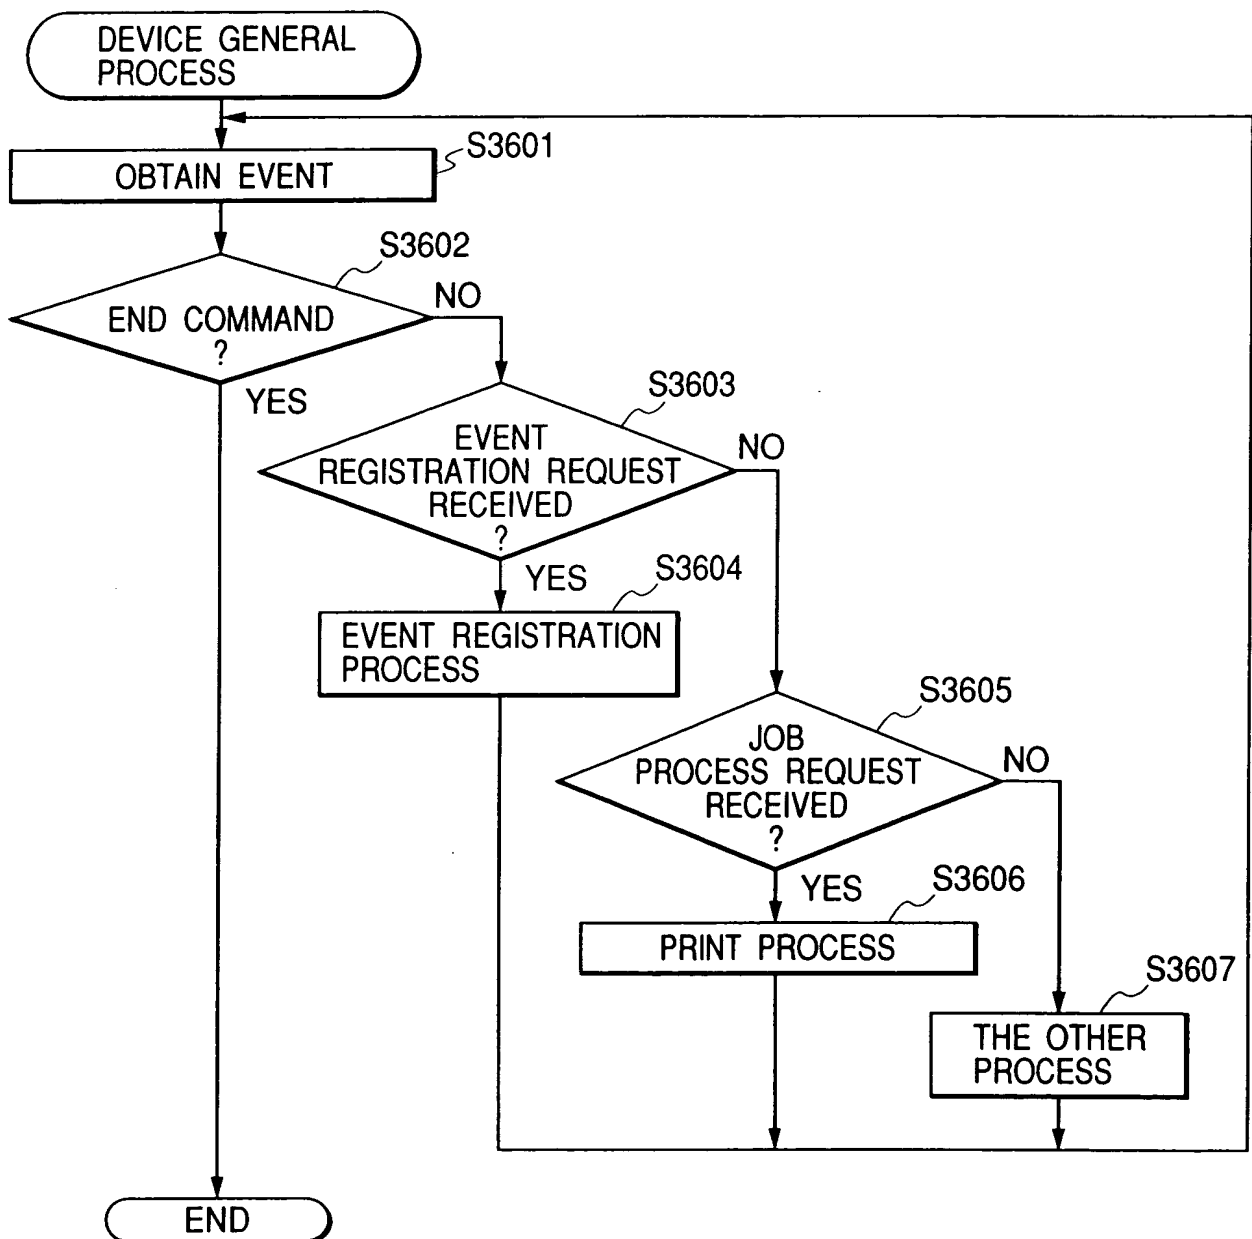 DEVICE GENERAL
PROCESS
S3601
OBTAIN EVENT
S3602
END COMMAND
?
NO
YES
S3603
EVENT
REGISTRATION REQUEST
RECEIVED
?
NO
YES
S3604
EVENT REGISTRATION
PROCESS
S3605
JOB
PROCESS REQUEST
RECEIVED
?
NO
YES
S3606
PRINT PROCESS
S3607
THE OTHER
PROCESS
END